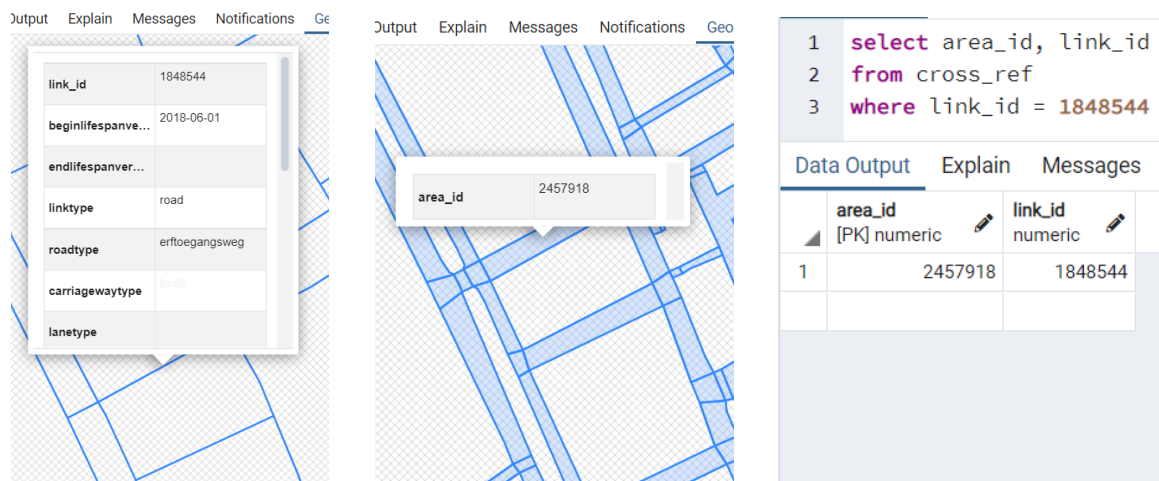 Output Explain Messages Notifications Ge
link_id 1848544
beginlifespanve... 2018-06-01
endlifespanver...
linktype road
roadtype erftoegangsweg
carriagewaytype [null]
lanetype
Output Explain Messages Notifications Geo
area_id 2457918
1 select area_id, link_id
2 from cross_ref
3 where link_id = 1848544
Data Output Explain Messages
area_id link_id
[PK] numeric numeric
1 2457918 1848544